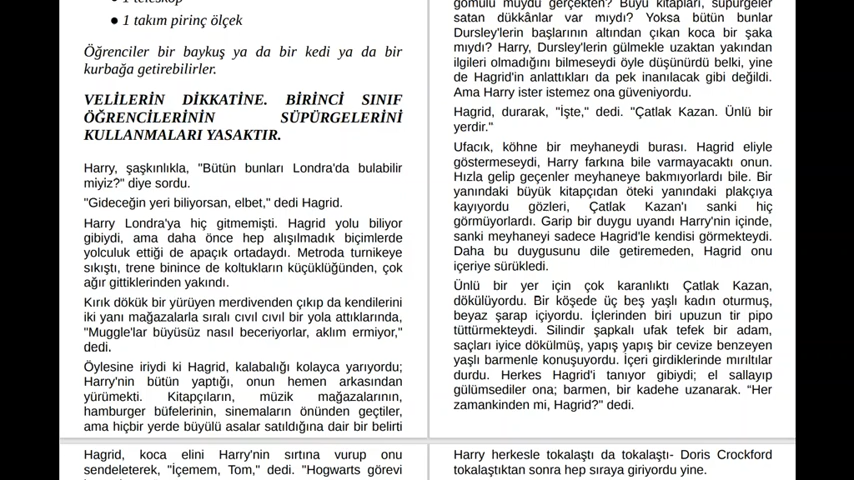 ● 1 teleskop
● 1 takım pirinç ölçek
Öğrenciler bir baykuş ya da bir kedi ya da bir
kurbağa getirebilirler.
VELİLERİN DİKKATİNE. BİRİNCİ SINIF
ÖĞRENCİLERİNİN SÜPÜRGELERİNİ
KULLANMALARI YASAKTIR.
Harry, şaşkınlıkla, "Bütün bunları Londra'da bulabilir
miyiz?" diye sordu.
"Gideceğin yeri biliyorsan, elbet," dedi Hagrid.
Harry Londra'ya hiç gitmemişti. Hagrid yolu biliyor
gibiydi, ama daha önce hep alışılmadık biçimlerde
yolculuk ettiği de apaçık ortadaydı. Metroda turnikeye
sıkıştı, trene binince de koltukların küçüklüğünden, çok
ağır gittiklerinden yakındı.
Kırık dökük bir yürüyen merdivenden çıkıp da kendilerini
iki yanı mağazalarla sıralı cıvıl cıvıl bir yola attıklarında,
"Muggle'lar büyüsüz nasıl beceriyorlar, aklım ermiyor,"
dedi.
Öylesine iriydi ki Hagrid, kalabalığı kolayca yarıyordu;
Harry'nin bütün yaptığı, onun hemen arkasından
yürümekti. Kitapçıların, müzik mağazalarının,
hamburger büfelerinin, sinemaların önünden geçtiler,
ama hiçbir yerde büyülü asalar satıldığına dair bir belirti
gömülü müydü gerçekten? Büyü kitapları, süpürgeler
satan dükkânlar var mıydı? Yoksa bütün bunlar
Dursley'lerin başlarının altından çıkan koca bir şaka
mıydı? Harry, Dursley'lerin gülmekle uzaktan yakından
ilgileri olmadığını bilmeseydi öyle düşünürdü belki, yine
de Hagrid'in anlattıkları da pek inanılacak gibi değildi.
Ama Harry ister istemez ona güveniyordu.
Hagrid, durarak, "İşte," dedi. "Çatlak Kazan. Ünlü bir
yerdir."
Ufacık, köhne bir meyhaneydi burası. Hagrid eliyle
göstermeseydi, Harry farkına bile varmayacaktı onun.
Hızla gelip geçenler meyhaneye bakmıyorlardı bile. Bir
yanındaki büyük kitapçıdan öteki yanındaki plakçıya
kayıyordu gözleri, Çatlak Kazan'ı sanki hiç
görmüyorlardı. Garip bir duygu uyandı Harry'nin içinde,
sanki meyhaneyi sadece Hagrid'le kendisi görmekteydi.
Daha bu duygusunu dile getiremeden, Hagrid onu
içeriye sürükledi.
Ünlü bir yer için çok karanlıktı Çatlak Kazan,
dökülüyordu. Bir köşede üç beş yaşlı kadın oturmuş,
beyaz şarap içiyordu. İçlerinden biri upuzun tir pipo
tüttürmekteydi. Silindir şapkalı ufak tefek bir adam,
saçları iyice dökülmüş, yapış yapış bir cevize benzeyen
yaşlı barmenle konuşuyordu. İçeri girdiklerinde mırıltılar
durdu. Herkes Hagrid'i tanıyor gibiydi; el sallayıp
gülümsediler ona; barmen, bir kadehe uzanarak. "Her
zamankinden mi, Hagrid?" dedi.
Hagrid, koca elini Harry'nin sırtına vurup onu
sendeleterek, "İçemem, Tom," dedi. "Hogwarts görevi
Harry herkesle tokalaştı da tokalaştı- Doris Crockford
tokalaştıktan sonra hep sıraya giriyordu yine.